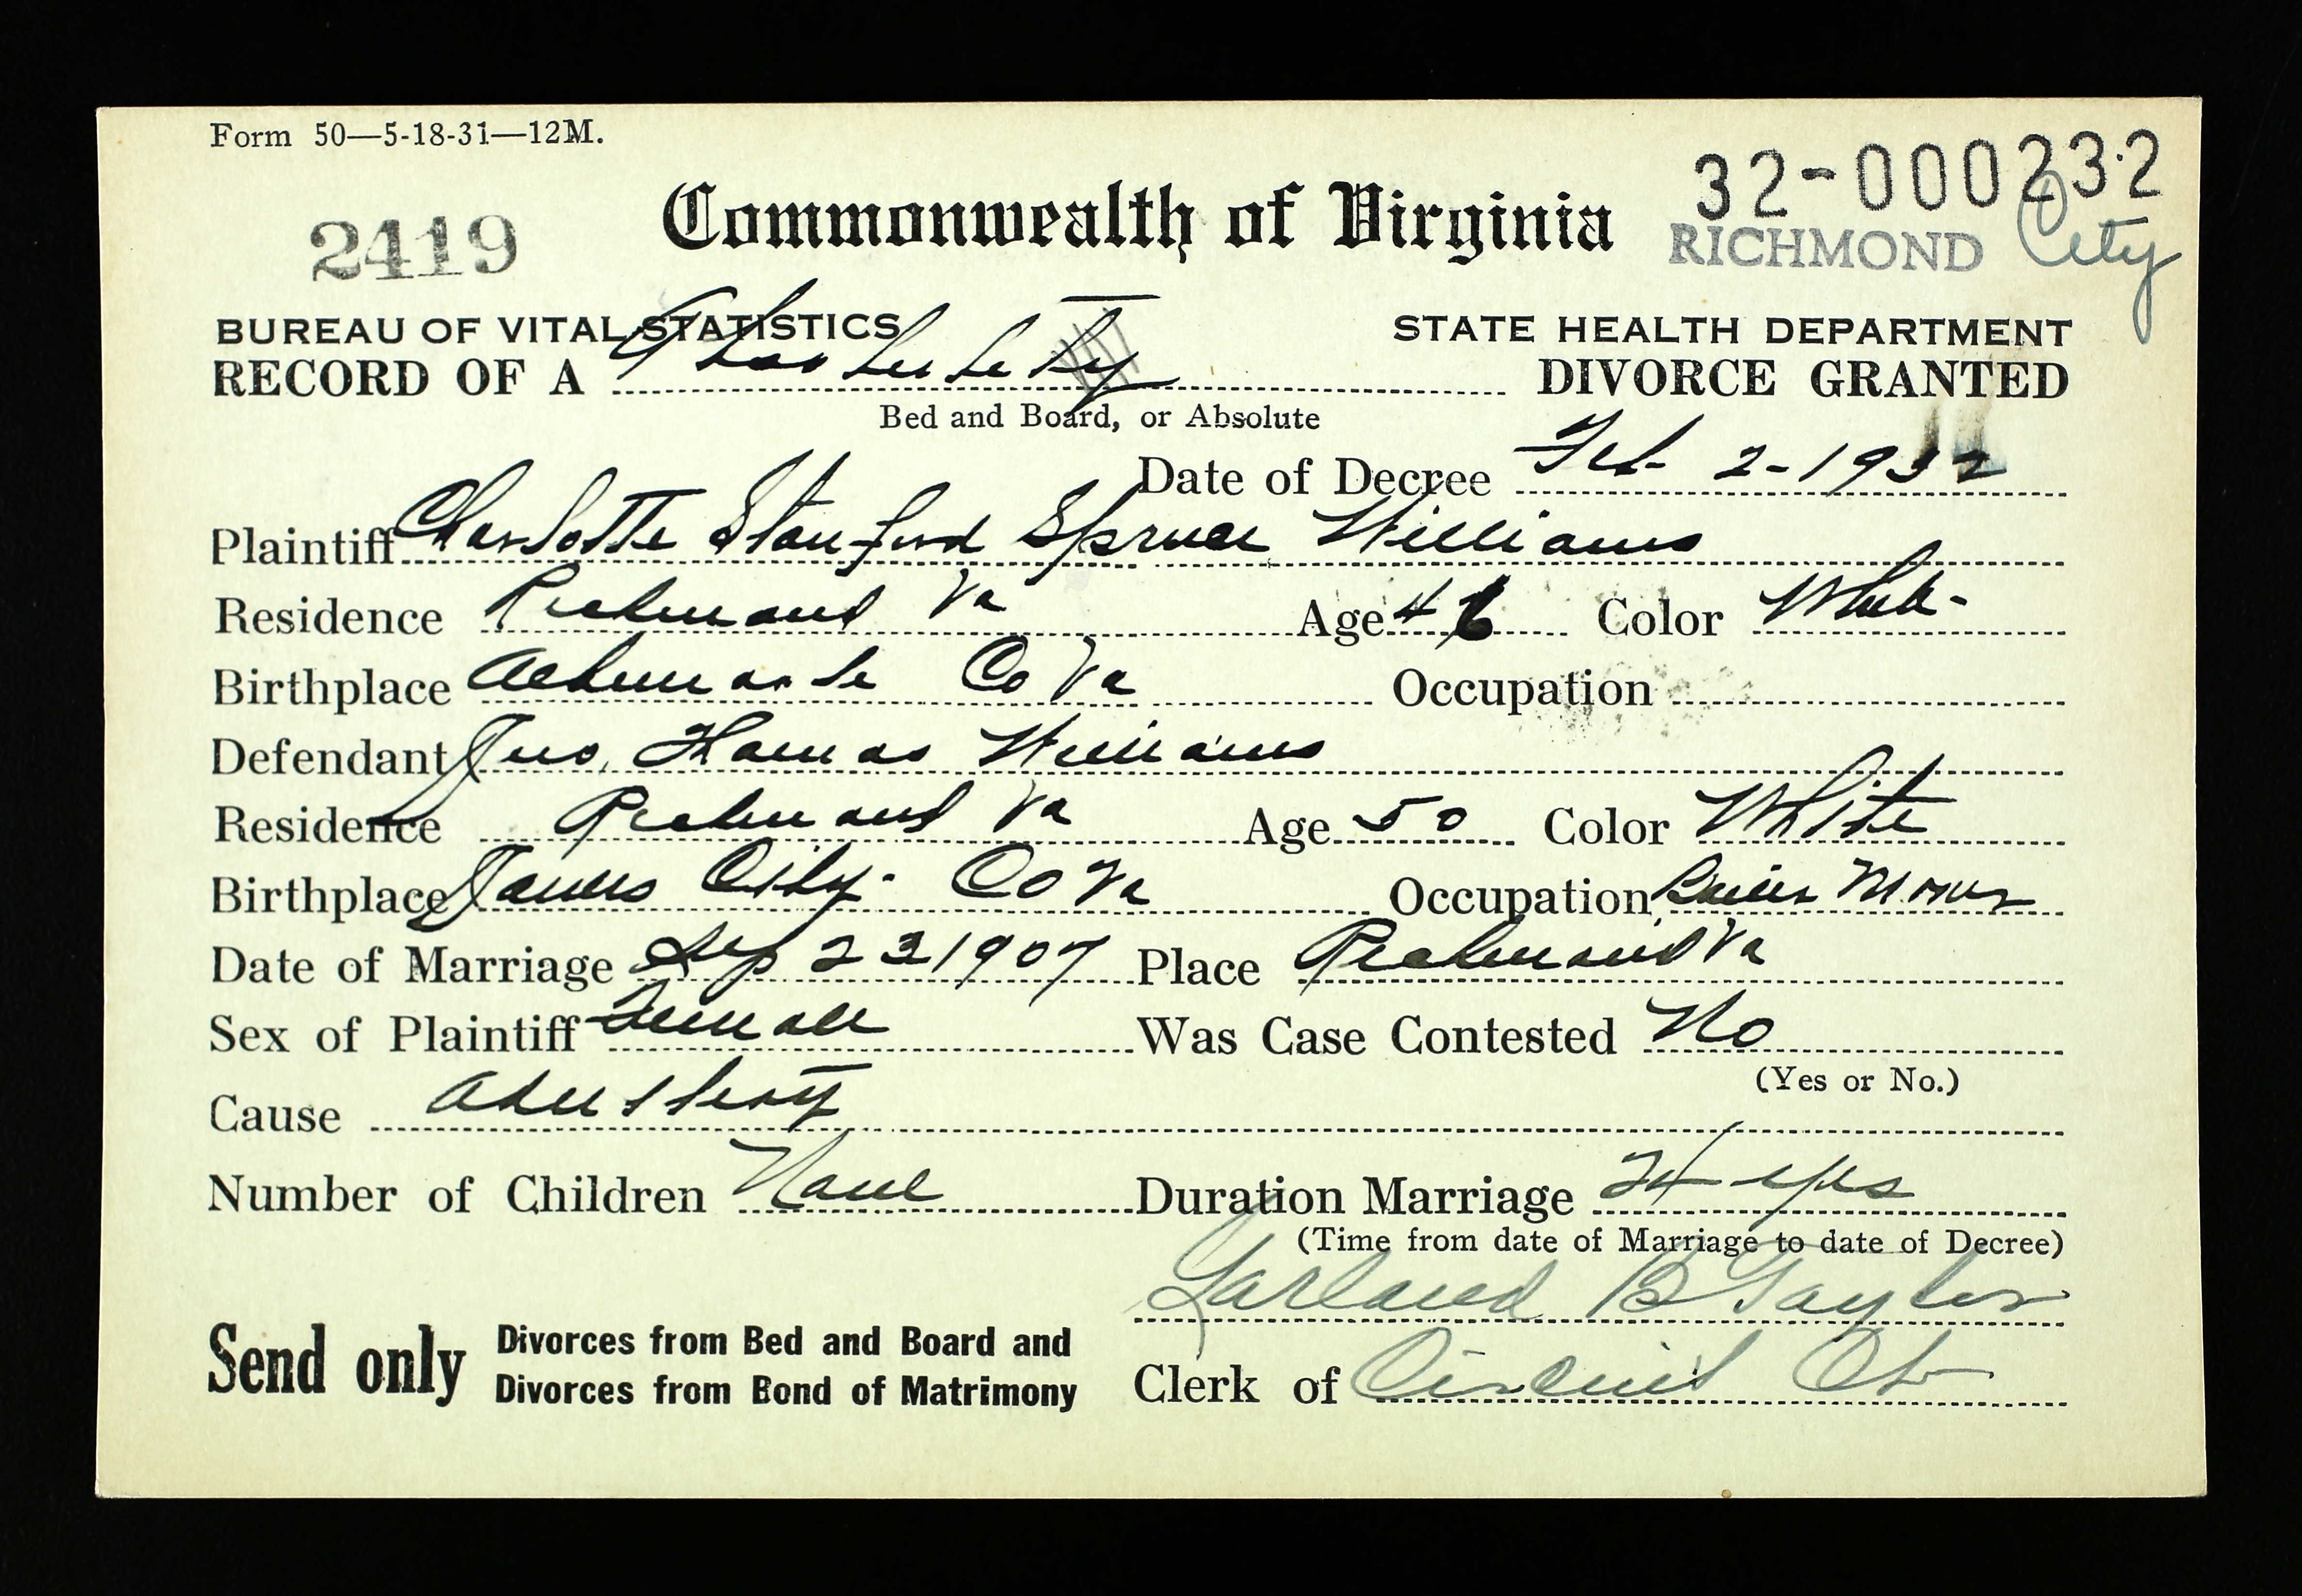 Form 50—5-18-31—12M.
32-000232
2419
Commonwealth of Virginia
RICHMOND City
BUREAU OF VITAL STATISTICS
STATE HEALTH DEPARTMENT
RECORD OF A Absolutely DIVORCE GRANTED
Bed and Board, or Absolute
Date of Decree Feb 2-1932
Plaintiff Charlotte Stanford Spruce Williams
Residence Richmond Va Age 46 Color White
Birthplace Albemarle Co Va Occupation
Defendant Jno. Thomas Williams
Residence Richmond Va Age 50 Color White
Birthplace James City Co Va Occupation
Date of Marriage Sep 23 1907 Place Richmond Va
Sex of Plaintiff Female Was Case Contested No
(Yes or No.)
Cause Adultery
Number of Children None Duration Marriage 24 yrs
(Time from date of Marriage to date of Decree)
Garland B Taylor
Send only Divorces from Bed and Board and
Divorces from Bond of Matrimony
Clerk of Circuit Ct